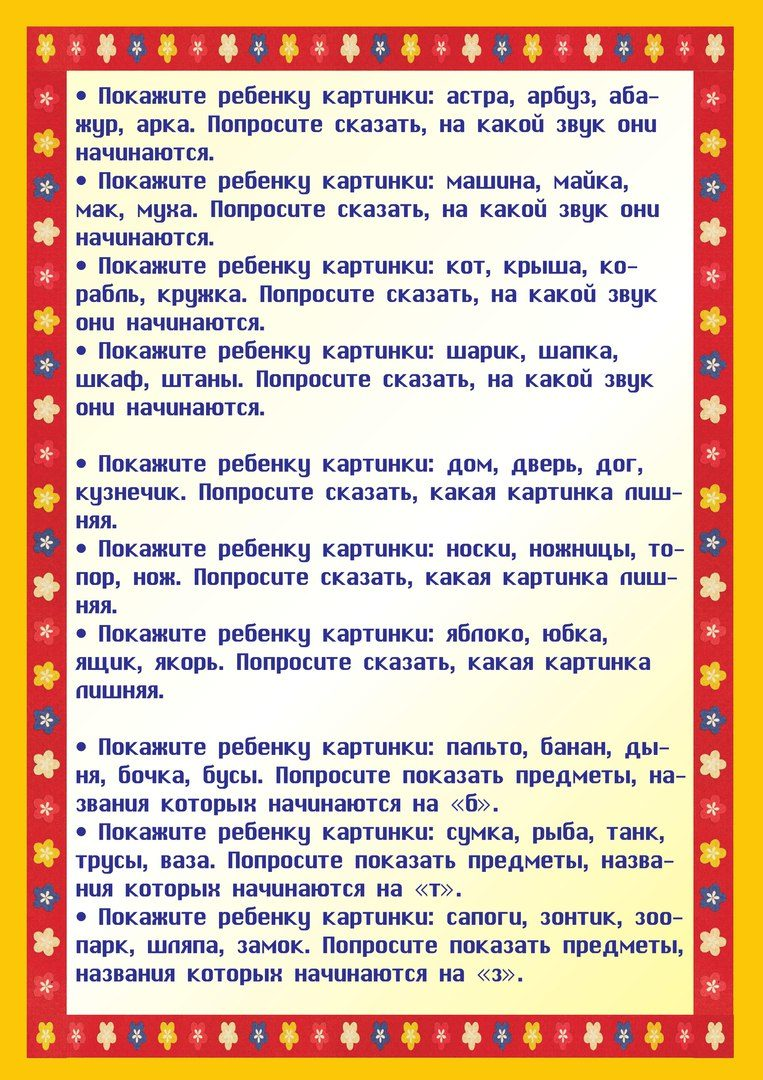 • Покажите ребенку картинки: астра, арбуз, аба-
жур, арка. Попросите сказать, на какой звук они
начинаются.
• Покажите ребенку картинки: машина, майка,
мак, муха. Попросите сказать, на какой звук они
начинаются.
• Покажите ребенку картинки: кот, крыша, ко-
рабль, кружка. Попросите сказать, на какой звук
они начинаются.
• Покажите ребенку картинки: шарик, шапка,
шкаф, штаны. Попросите сказать, на какой звук
они начинаются.
• Покажите ребенку картинки: дом, дверь, дог,
кузнечик. Попросите сказать, какая картинка лиш-
няя.
• Покажите ребенку картинки: носки, ножницы, то-
пор, нож. Попросите сказать, какая картинка лиш-
няя.
• Покажите ребенку картинки: яблоко, юбка,
ящик, якорь. Попросите сказать, какая картинка
лишняя.
• Покажите ребенку картинки: пальто, банан, ды-
ня, бочка, бусы. Попросите показать предметы, на-
звания которых начинаются на «б».
• Покажите ребенку картинки: сумка, рыба, танк,
трусы, ваза. Попросите показать предметы, назва-
ния которых начинаются на «т».
• Покажите ребенку картинки: сапоги, зонтик, зоо-
парк, шляпа, замок. Попросите показать предметы,
названия которых начинаются на «з».